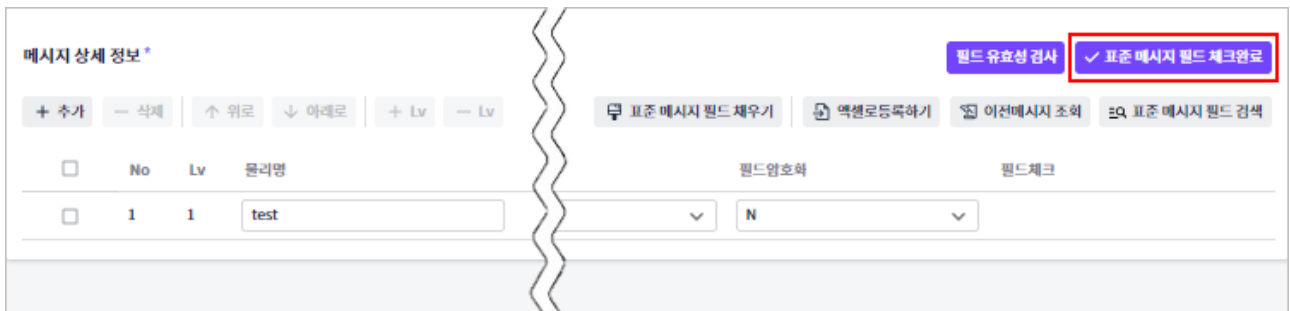 메시지 상세 정보 *
필드 유효성 검사 표준 메시지 필드 체크완료
추가 삭제 위로 아래로 + Lv − Lv 표준 메시지 필드 채우기 엑셀로등록하기 이전메시지 조회 표준 메시지 필드 검색
No Lv 물리명 필드암호화 필드체크
1 1 test N